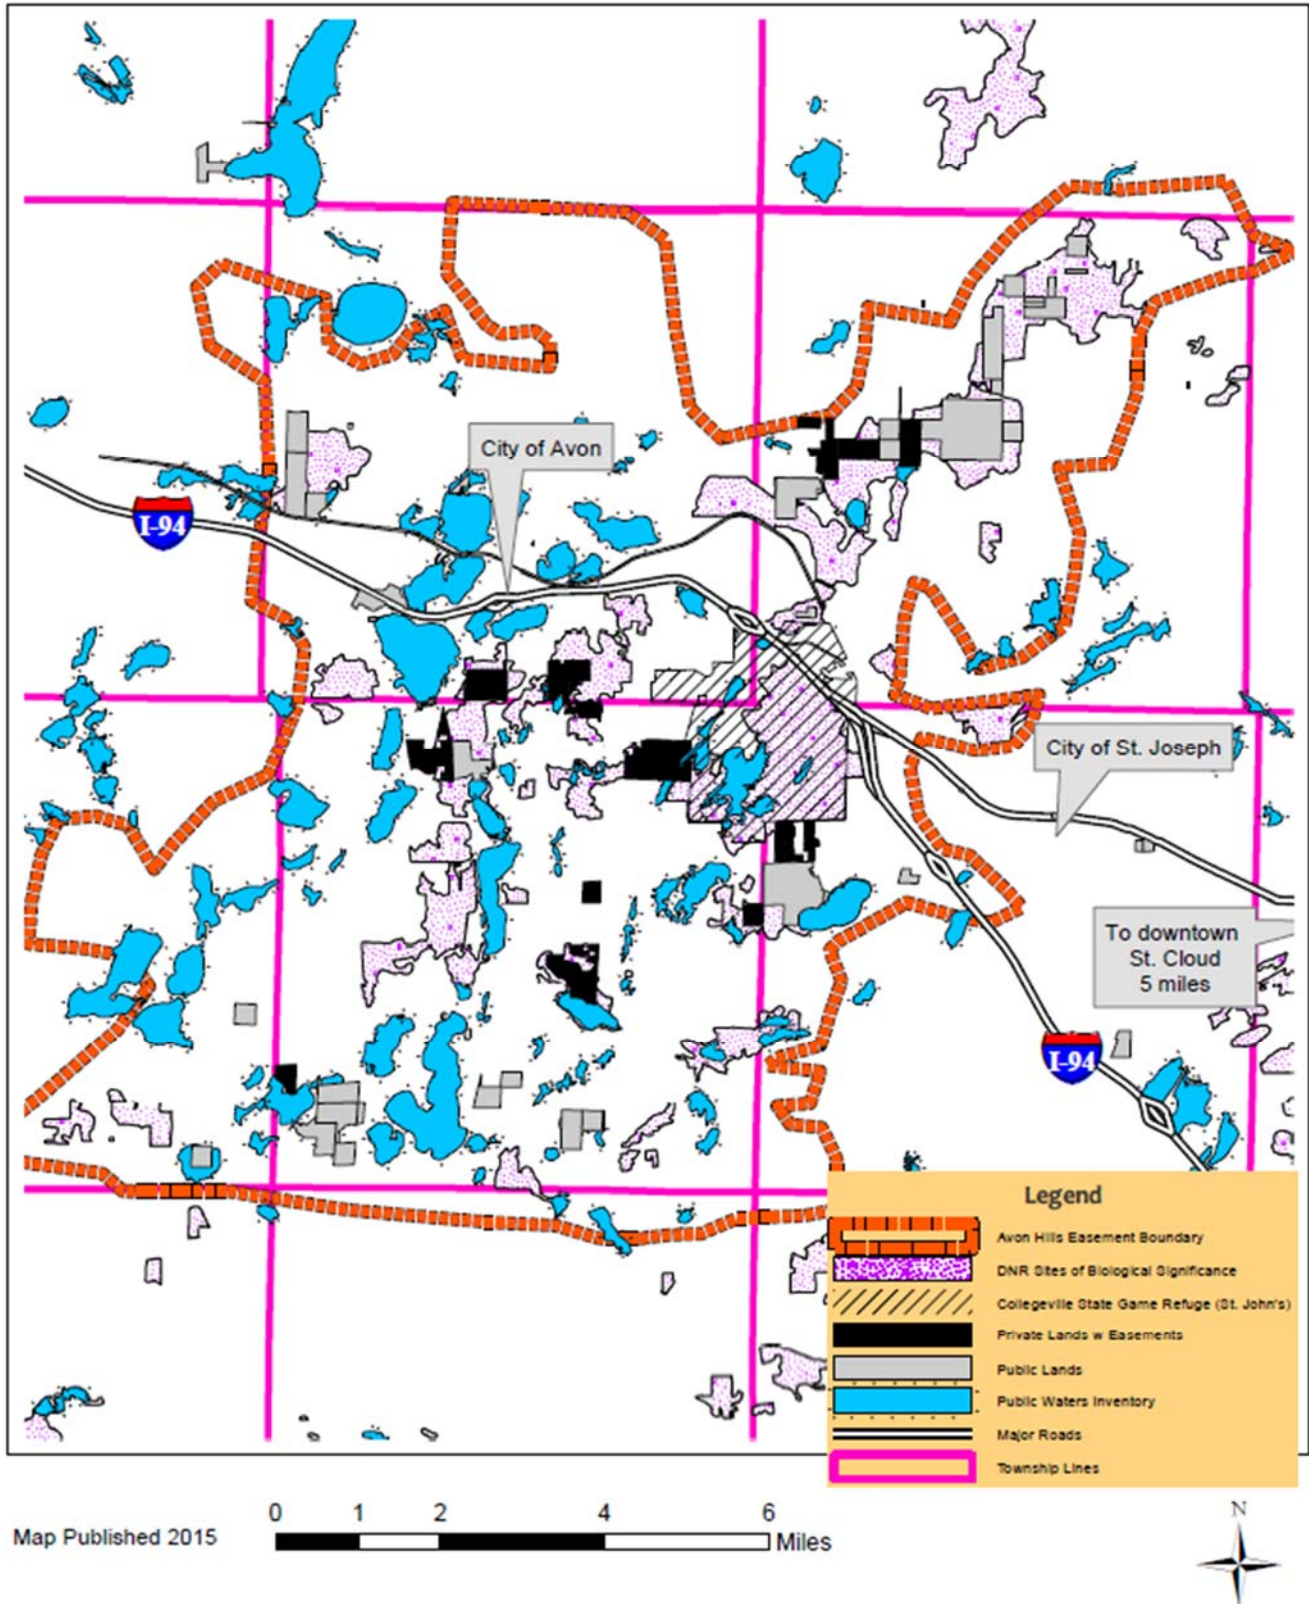 City of Avon
I-94
City of St. Joseph
To downtown
St. Cloud
5 miles
I-94
Legend
Avon Hills Easement Boundary
DNR Sites of Biological Significance
Collegeville State Game Refuge (St. John's)
Private Lands w Easements
Public Lands
Public Waters Inventory
Major Roads
Township Lines
Map Published 2015
0 1 2 4 6
Miles
N